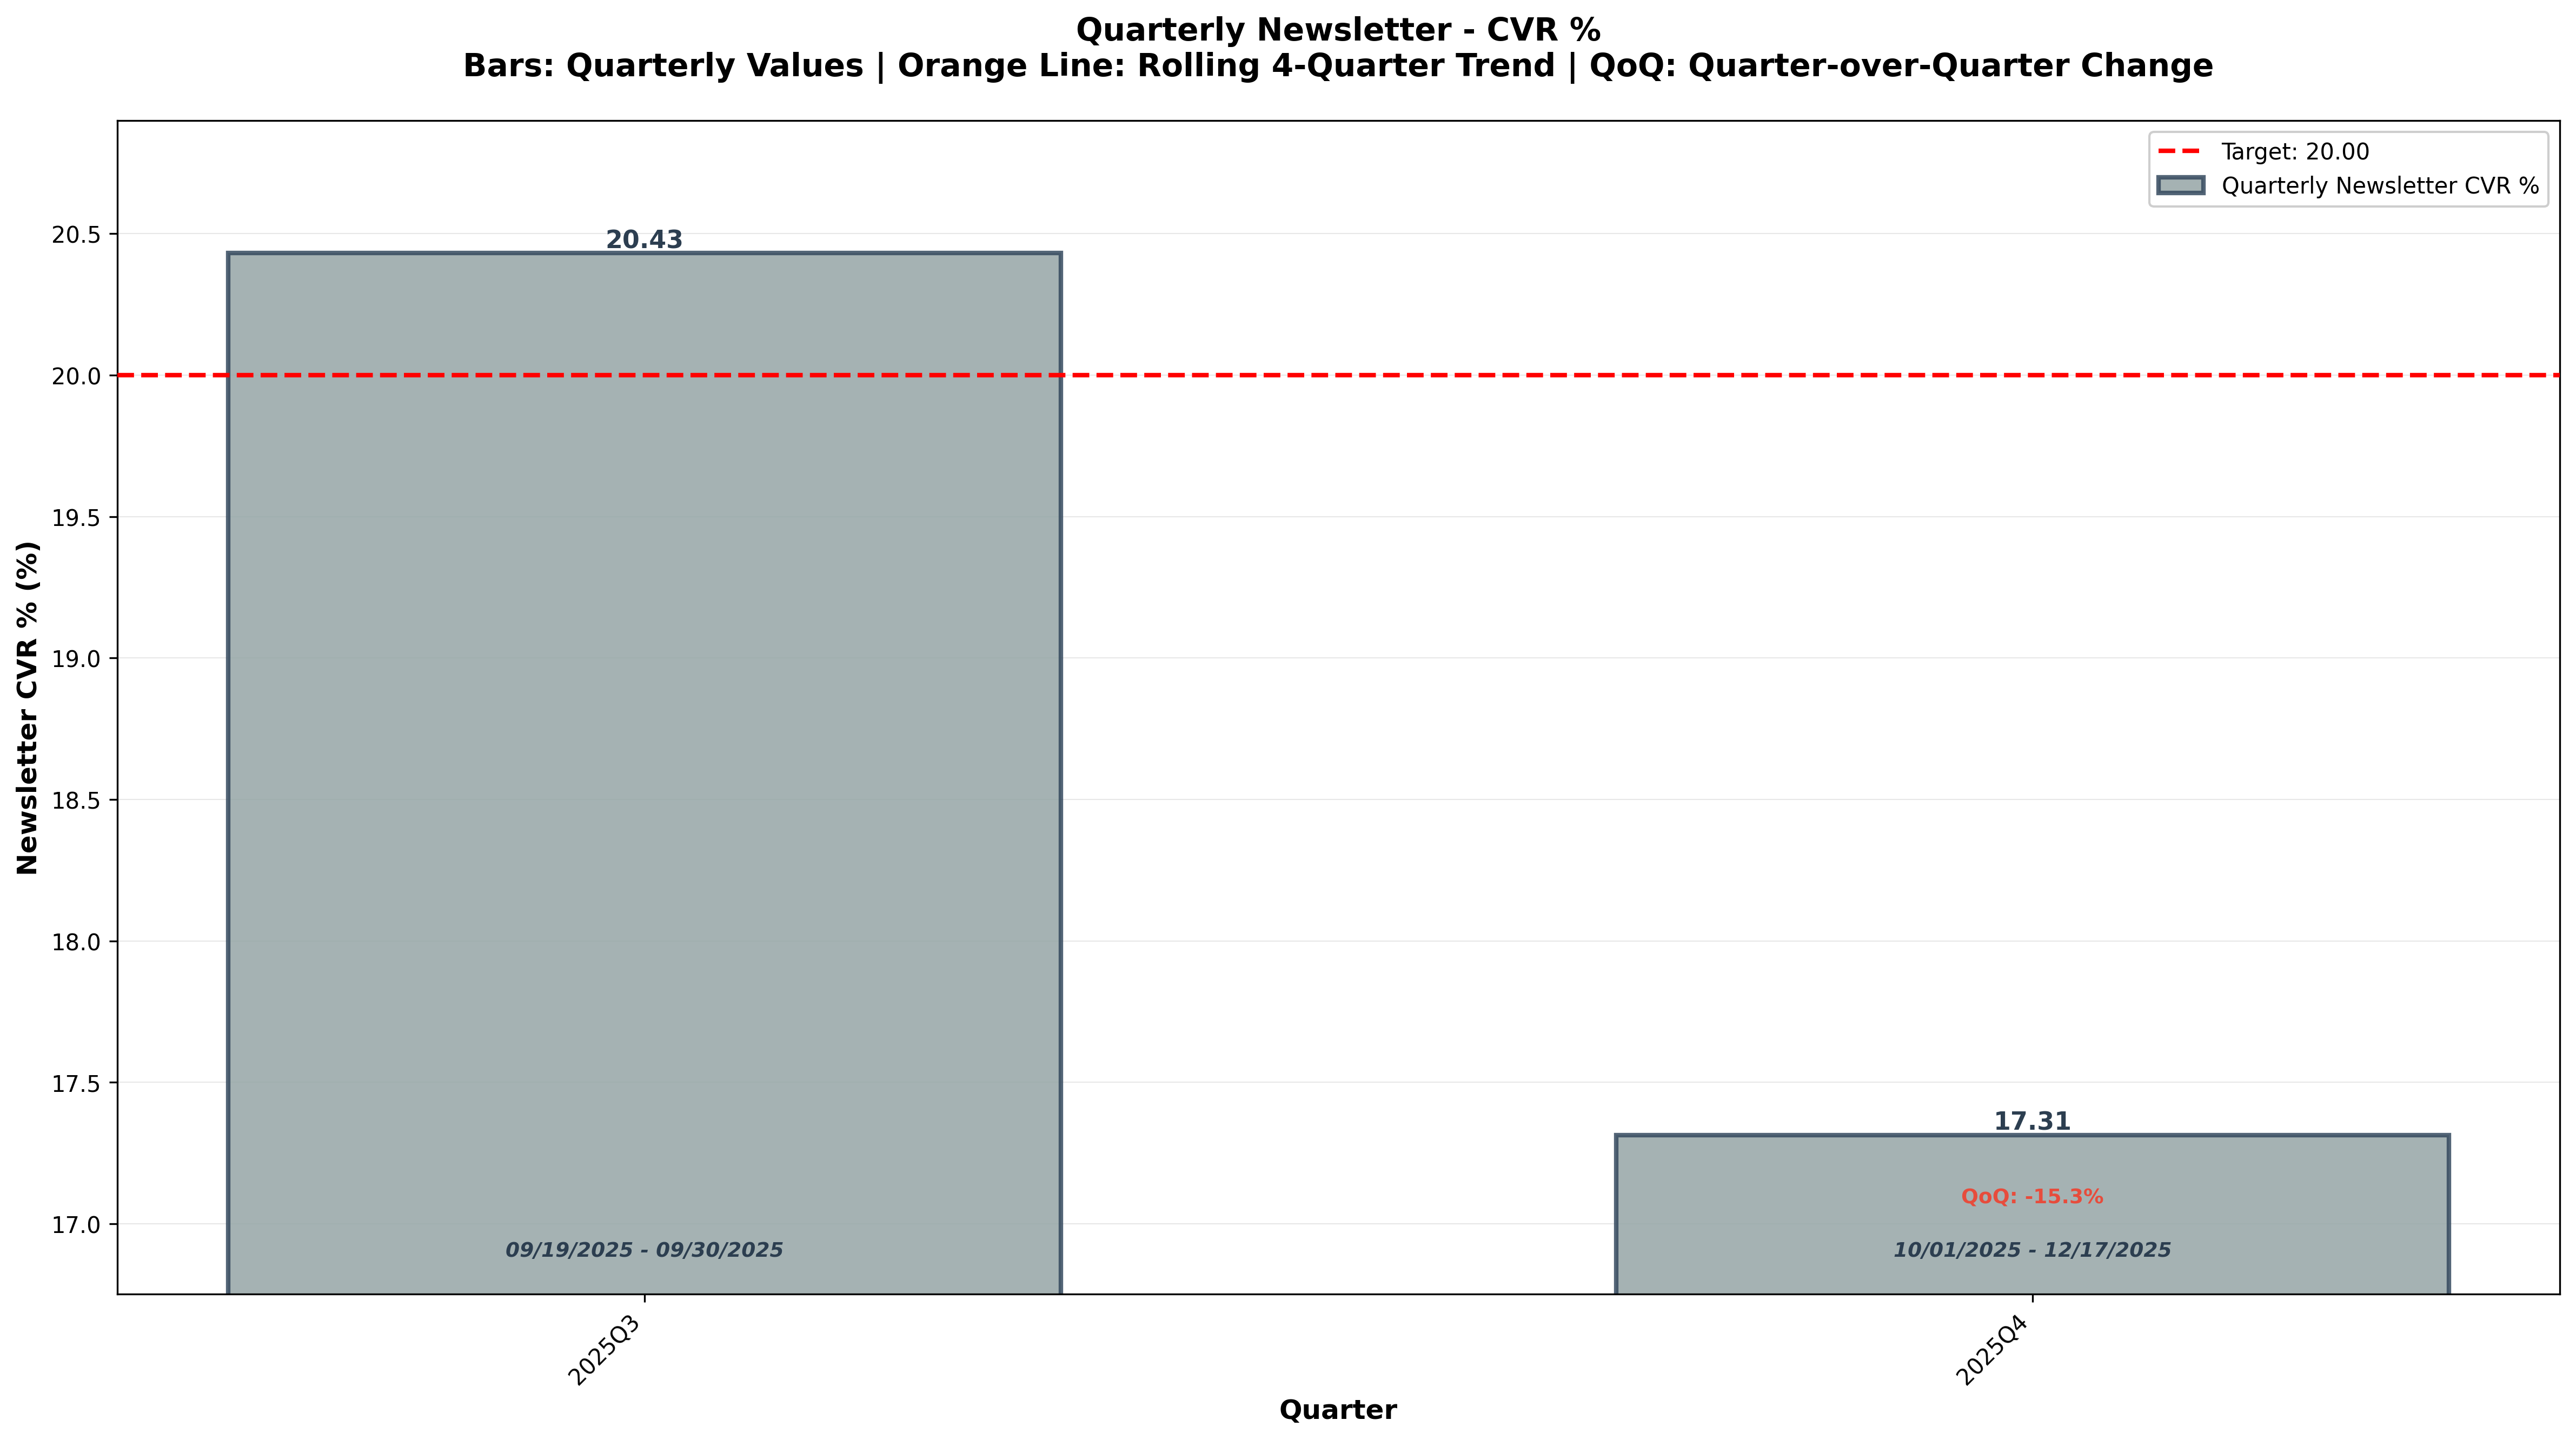 Quarterly Newsletter - CVR %
Bars: Quarterly Values | Orange Line: Rolling 4-Quarter Trend | QoQ: Quarter-over-Quarter Change
Target: 20.00
Quarterly Newsletter CVR %
Newsletter CVR % (%)
20.5
20.0
19.5
19.0
18.5
18.0
17.5
17.0
20.43
09/19/2025 - 09/30/2025
17.31
QoQ: -15.3%
10/01/2025 - 12/17/2025
2025Q3
2025Q4
Quarter